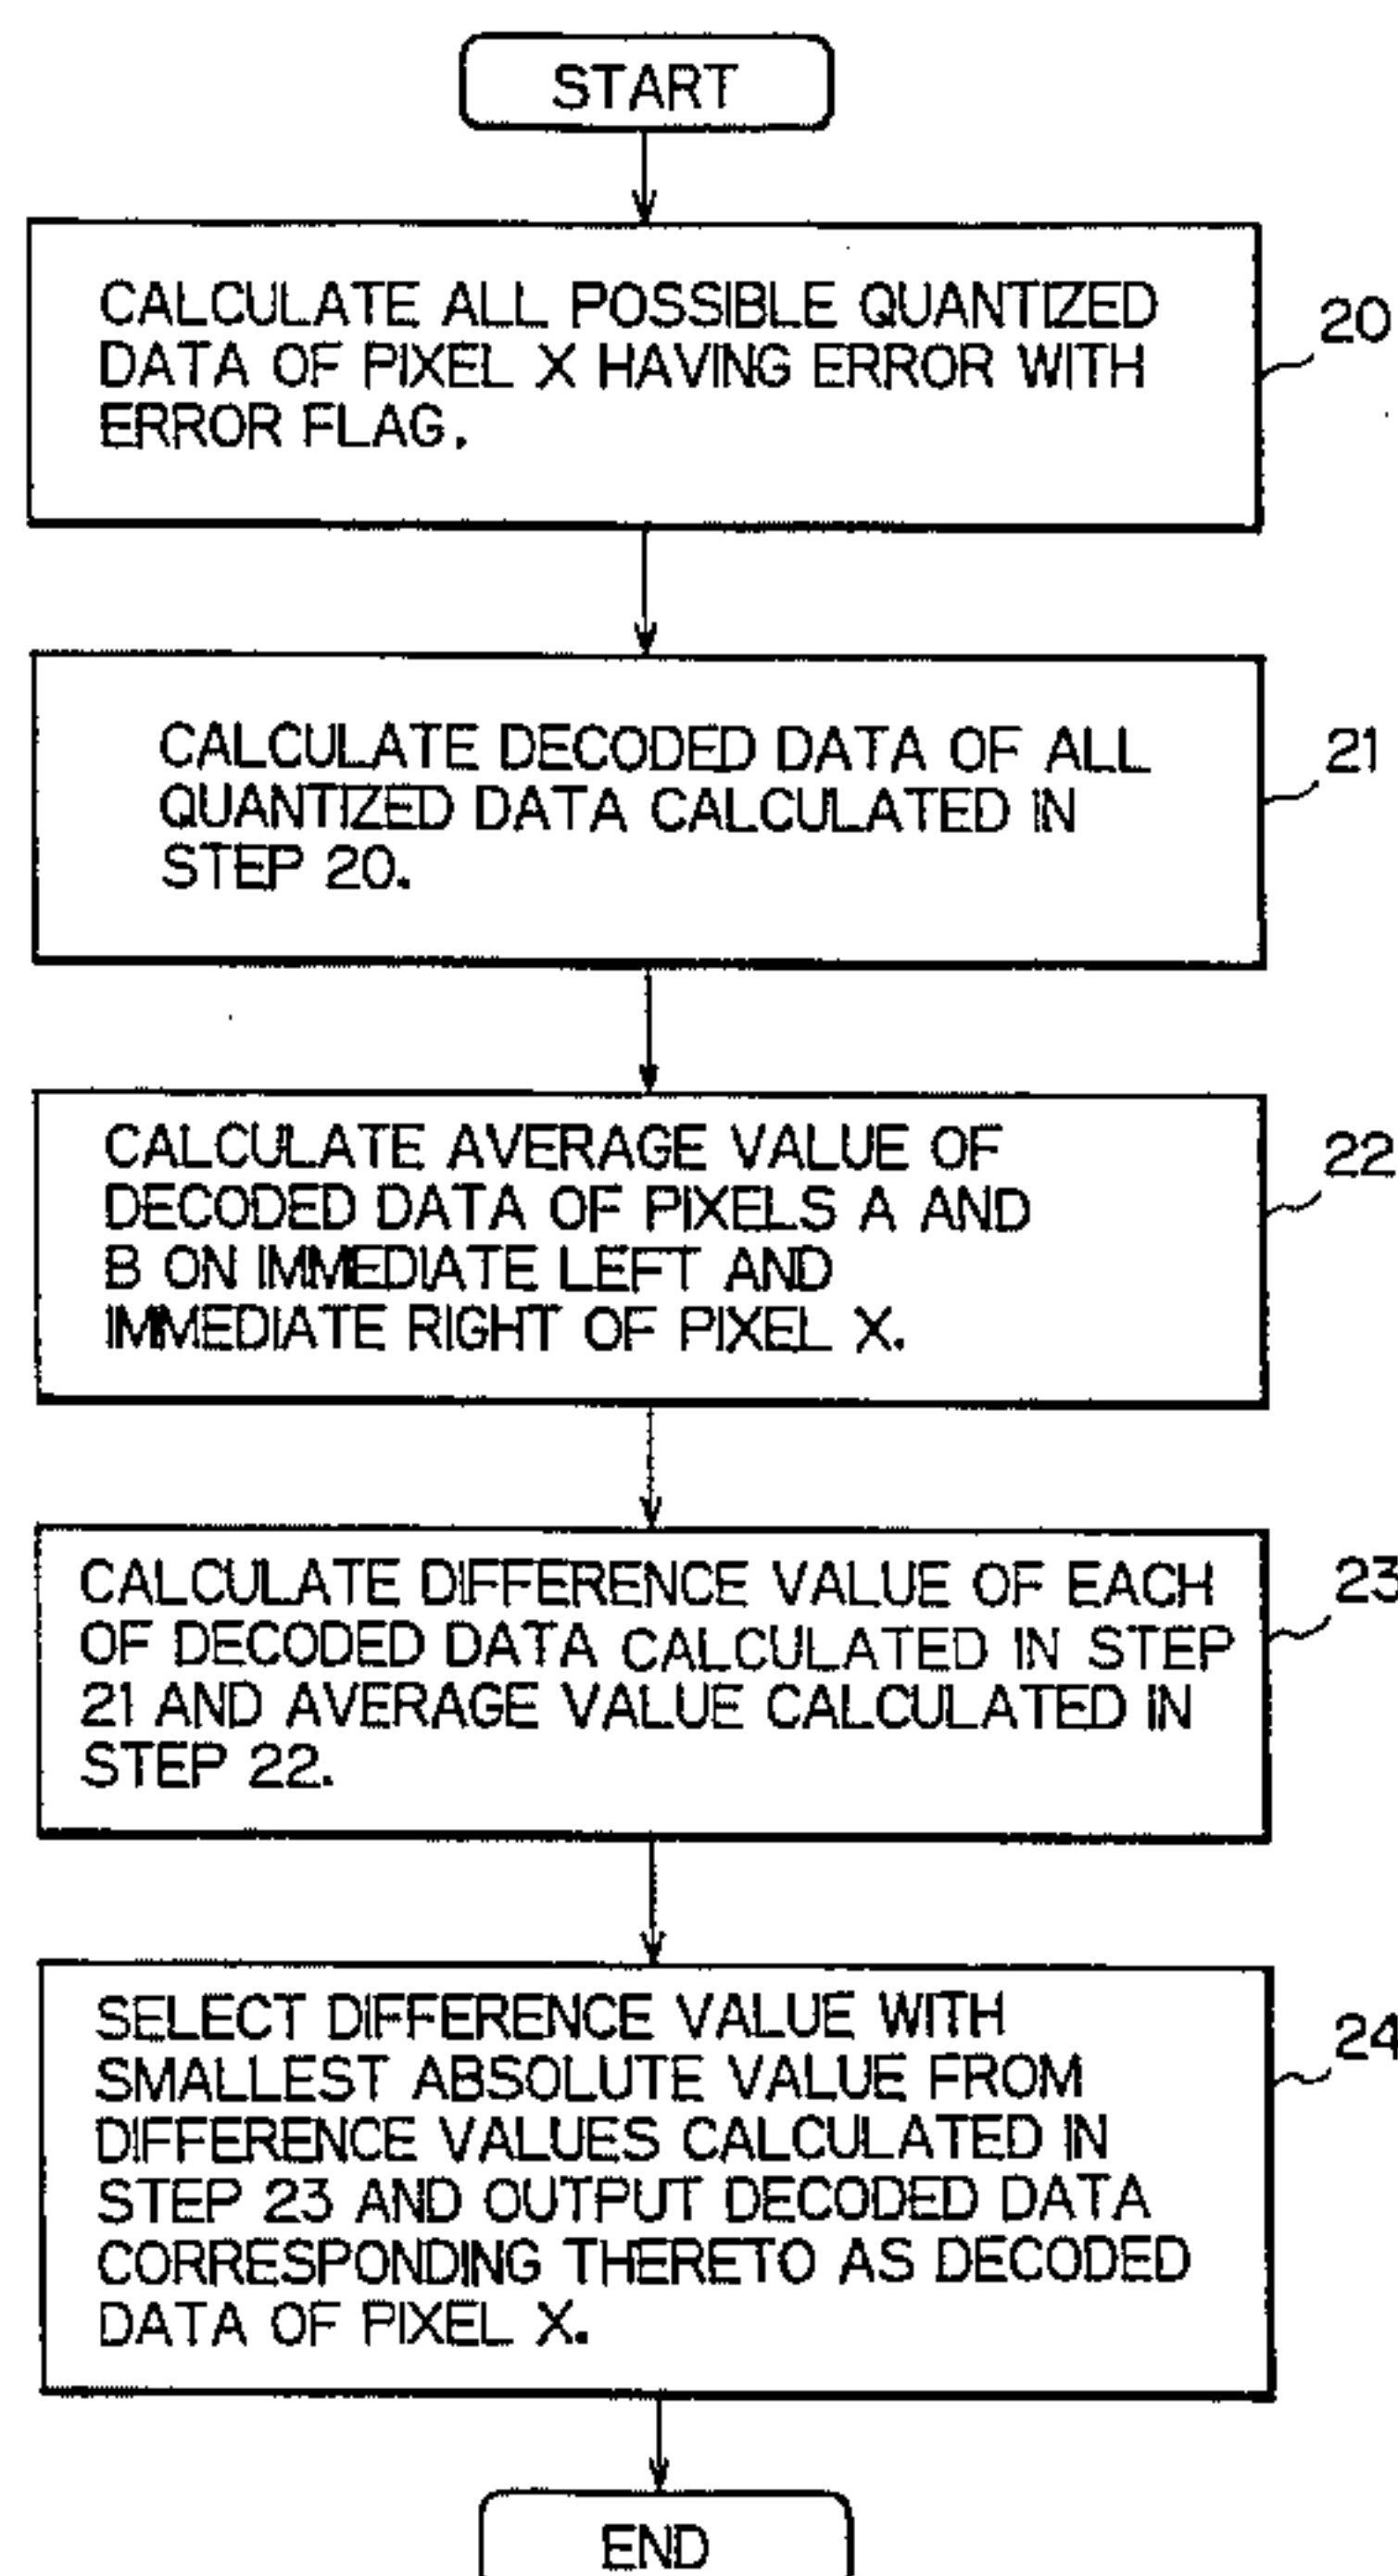 START
CALCULATE ALL POSSIBLE QUANTIZED
DATA OF PIXEL X HAVING ERROR WITH
ERROR FLAG.
20
CALCULATE DECODED DATA OF ALL
QUANTIZED DATA CALCULATED IN
STEP 20.
21
CALCULATE AVERAGE VALUE OF
DECODED DATA OF PIXELS A AND
B ON IMMEDIATE LEFT AND
IMMEDIATE RIGHT OF PIXEL X.
22
CALCULATE DIFFERENCE VALUE OF EACH
OF DECODED DATA CALCULATED IN STEP
21 AND AVERAGE VALUE CALCULATED IN
STEP 22.
23
SELECT DIFFERENCE VALUE WITH
SMALLEST ABSOLUTE VALUE FROM
DIFFERENCE VALUES CALCULATED IN
STEP 23 AND OUTPUT DECODED DATA
CORRESPONDING THERETO AS DECODED
DATA OF PIXEL X.
24
END